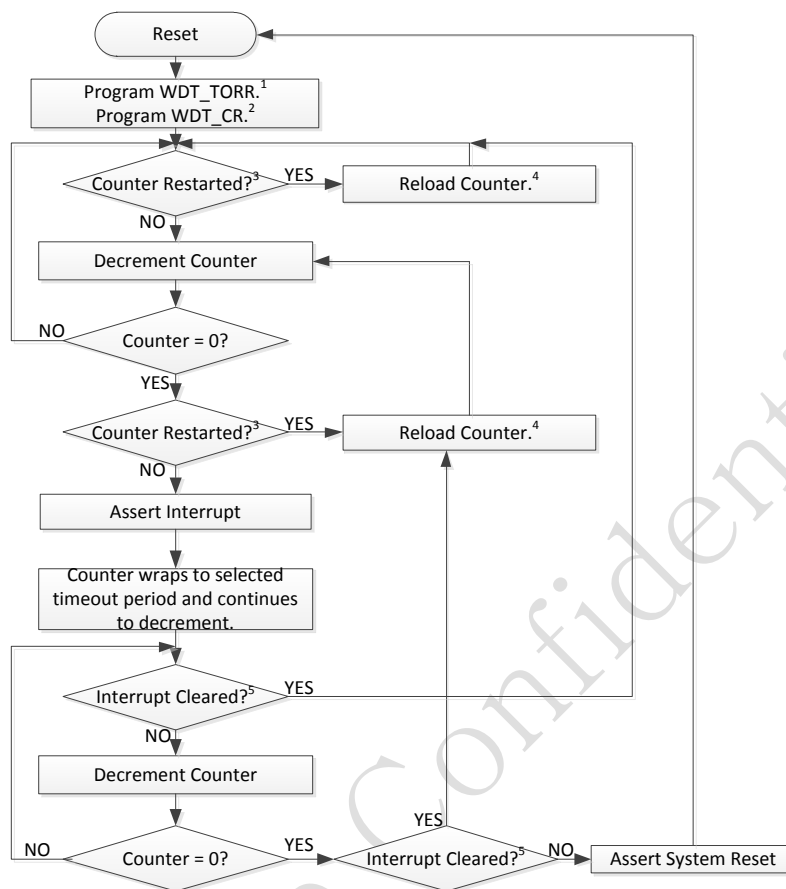 Reset
Program WDT_TORR.1
Program WDT_CR.2
Counter Restarted?3
YES
Reload Counter.4
NO
Decrement Counter
NO
Counter = 0?
YES
Counter Restarted?3
YES
Reload Counter.4
NO
Assert Interrupt
Counter wraps to selected
timeout period and continues
to decrement.
Interrupt Cleared?5
YES
NO
Decrement Counter
YES
NO
Counter = 0?
YES
Interrupt Cleared?5
NO
Assert System Reset